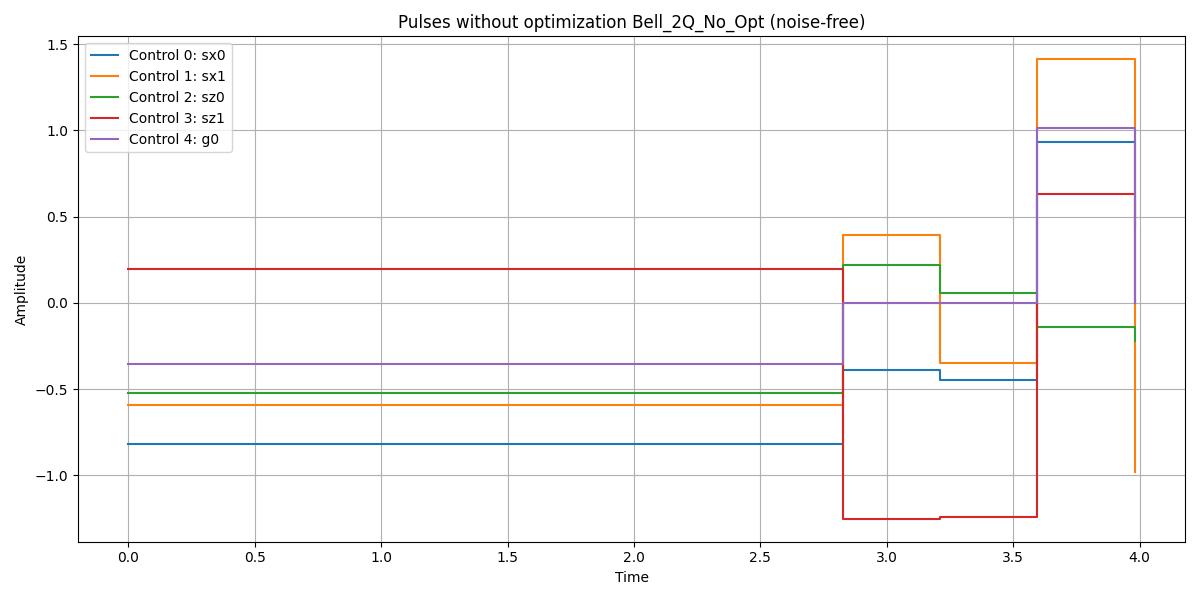 Pulses without optimization Bell_2Q_No_Opt (noise-free)
Control 0: sx0
Control 1: sx1
Control 2: sz0
Control 3: sz1
Control 4: g0
Amplitude
1.5
1.0
0.5
0.0
−0.5
−1.0
0.0 0.5 1.0 1.5 2.0 2.5 3.0 3.5 4.0
Time